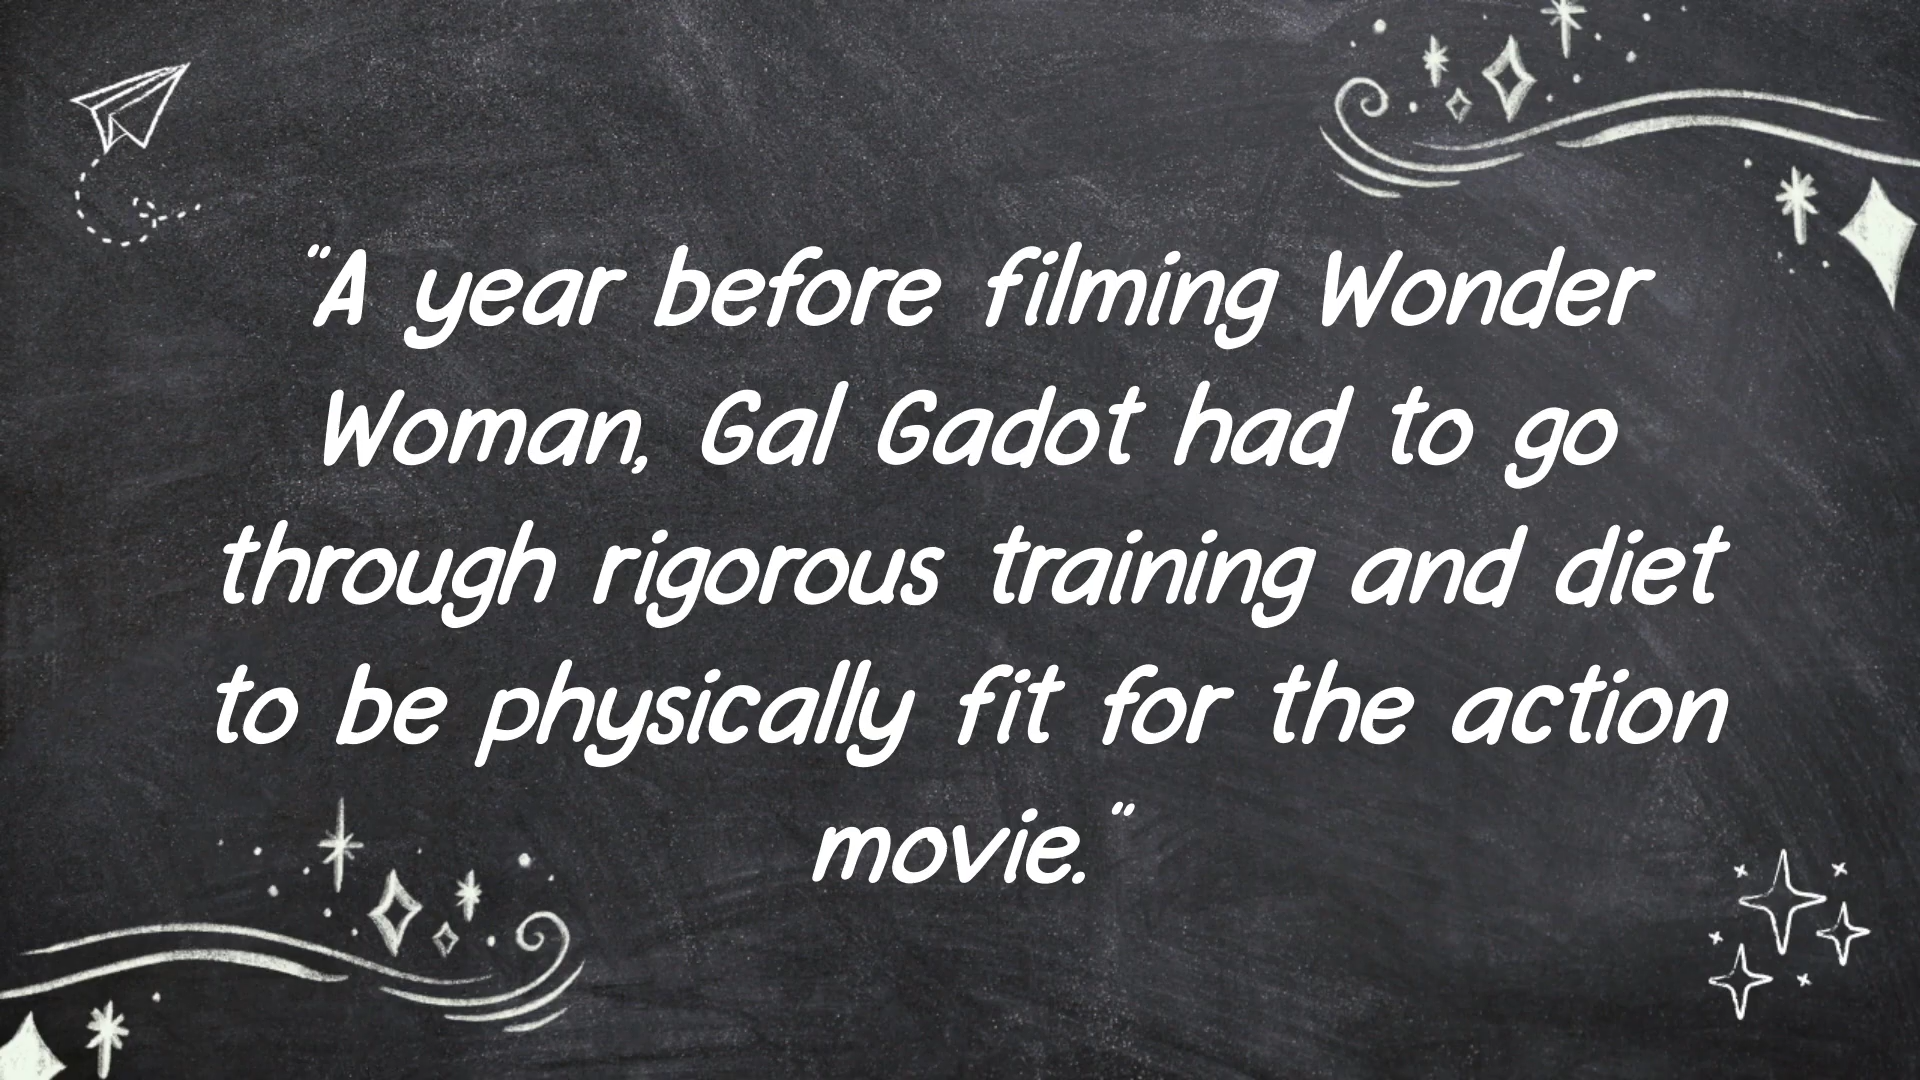 "A year before filming Wonder
Woman, Gal Gadot had to go
through rigorous training and diet
to be physically fit for the action
movie."